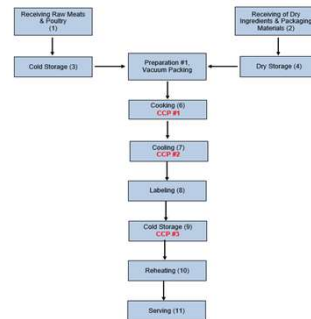 Receiving Raw Meats
& Poultry
(1)
Receiving of Dry
Ingredients & Packaging
Materials (2)
Cold Storage (3)
Preparation #1,
Vacuum Packing
Dry Storage (4)
Cooking (6)
CCP #1
Cooling (7)
CCP #2
Labeling (8)
Cold Storage (9)
CCP #3
Reheating (10)
Serving (11)